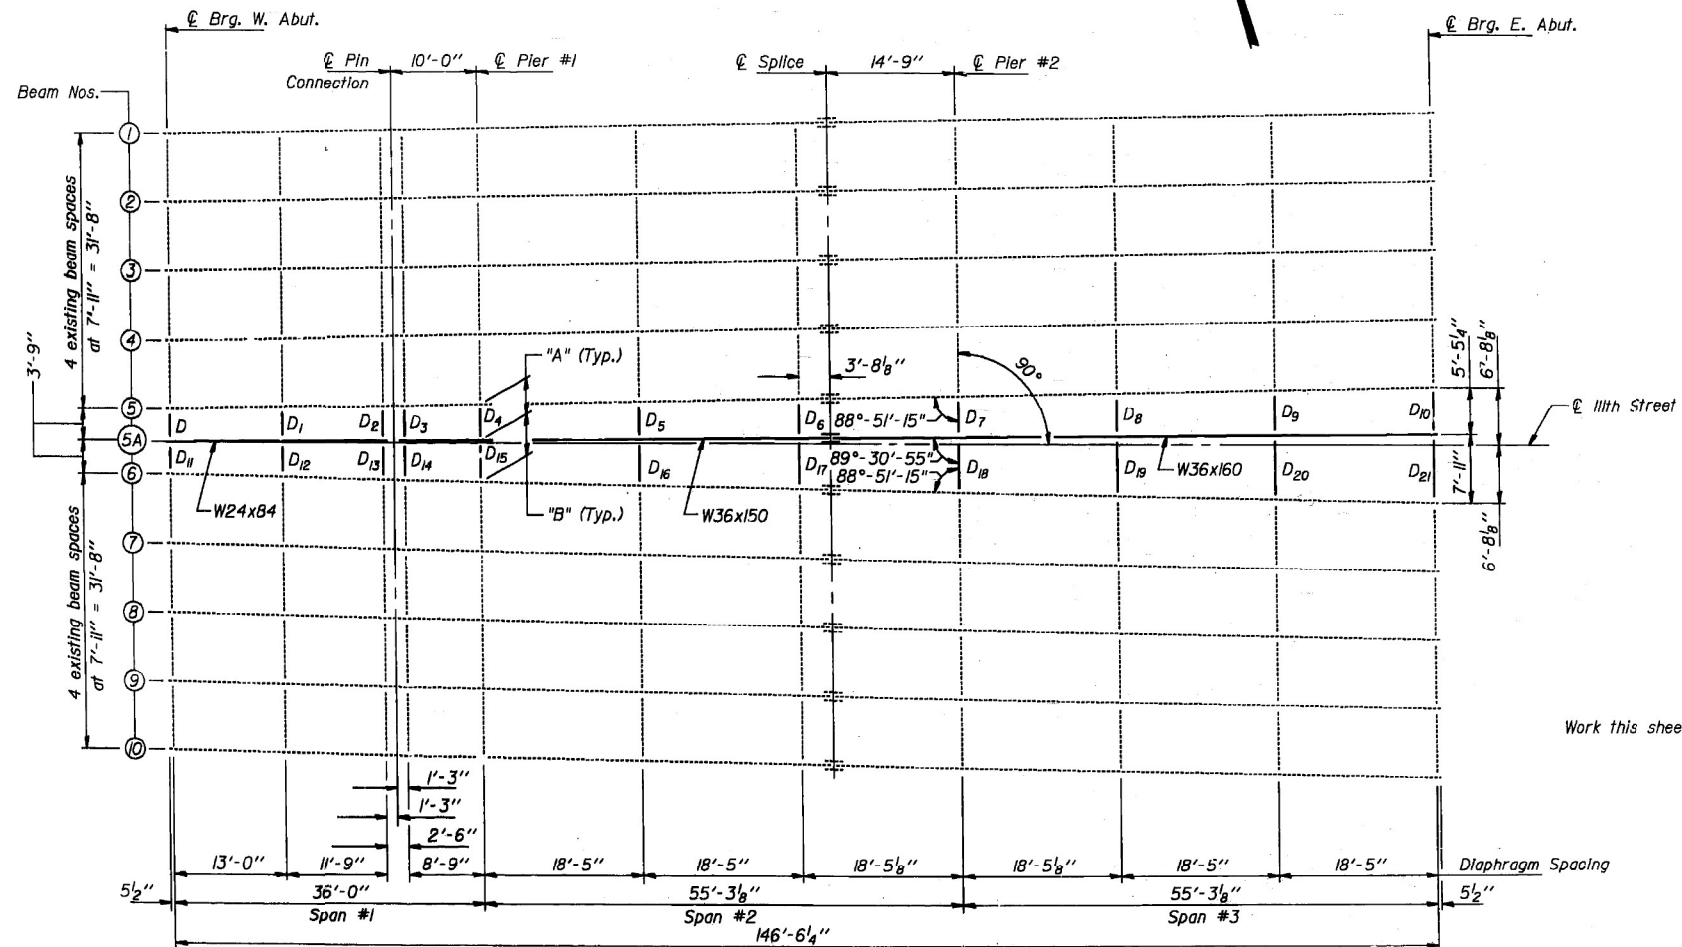 ℄ Brg. W. Abut.
℄ Brg. E. Abut.
℄ Pin Connection
10'-0"
℄ Pier #1
℄ Splice
14'-9"
℄ Pier #2
Beam Nos.
1
2
3
4
5
5A
6
7
8
9
10
4 existing beam spaces
at 7'-11" = 31'-8"
3'-9"
4 existing beam spaces
at 7'-11" = 31'-8"
"A" (Typ.)
"B" (Typ.)
3'-8⅛"
90°
88°-51'-15"
89°-30'-55"
88°-51'-15"
D
D1
D2
D3
D4
D5
D6
D7
D8
D9
D10
D11
D12
D13
D14
D15
D16
D17
D18
D19
D20
D21
W24x84
W36x150
W36x160
5'-5¼"
6'-8⅛"
7'-11"
6'-8⅛"
℄ 111th Street
Work this shee
1'-3"
1'-3"
2'-6"
13'-0"
11'-9"
8'-9"
18'-5"
18'-5"
18'-5⅛"
18'-5⅛"
18'-5"
18'-5"
Diaphragm Spacing
5½"
36'-0"
55'-3⅛"
55'-3⅛"
5½"
Span #1
Span #2
Span #3
146'-6¼"